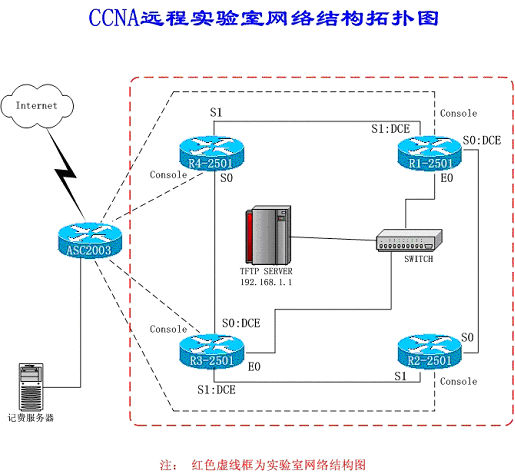 CCNA远程实验室网络结构拓扑图
Internet
S1
Console
S1:DCE
S0:DCE
R4-2501
R1-2501
Console
S0
E0
ASC2003
TFTP SERVER
192.168.1.1
SWITCH
Console
S0:DCE
S0
R3-2501
E0
R2-2501
S1:DCE
S1
Console
记费服务器
注： 红色虚线框为实验室网络结构图